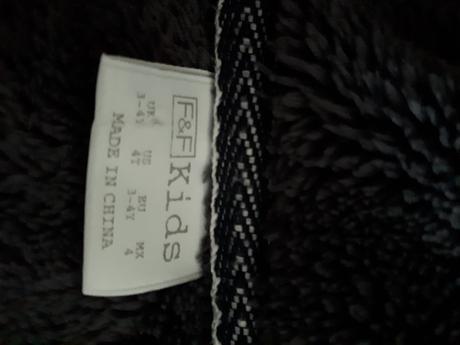 F&F Kids
UK US EU MX
3-4Y 4T 3-4Y 4
MADE IN CHINA